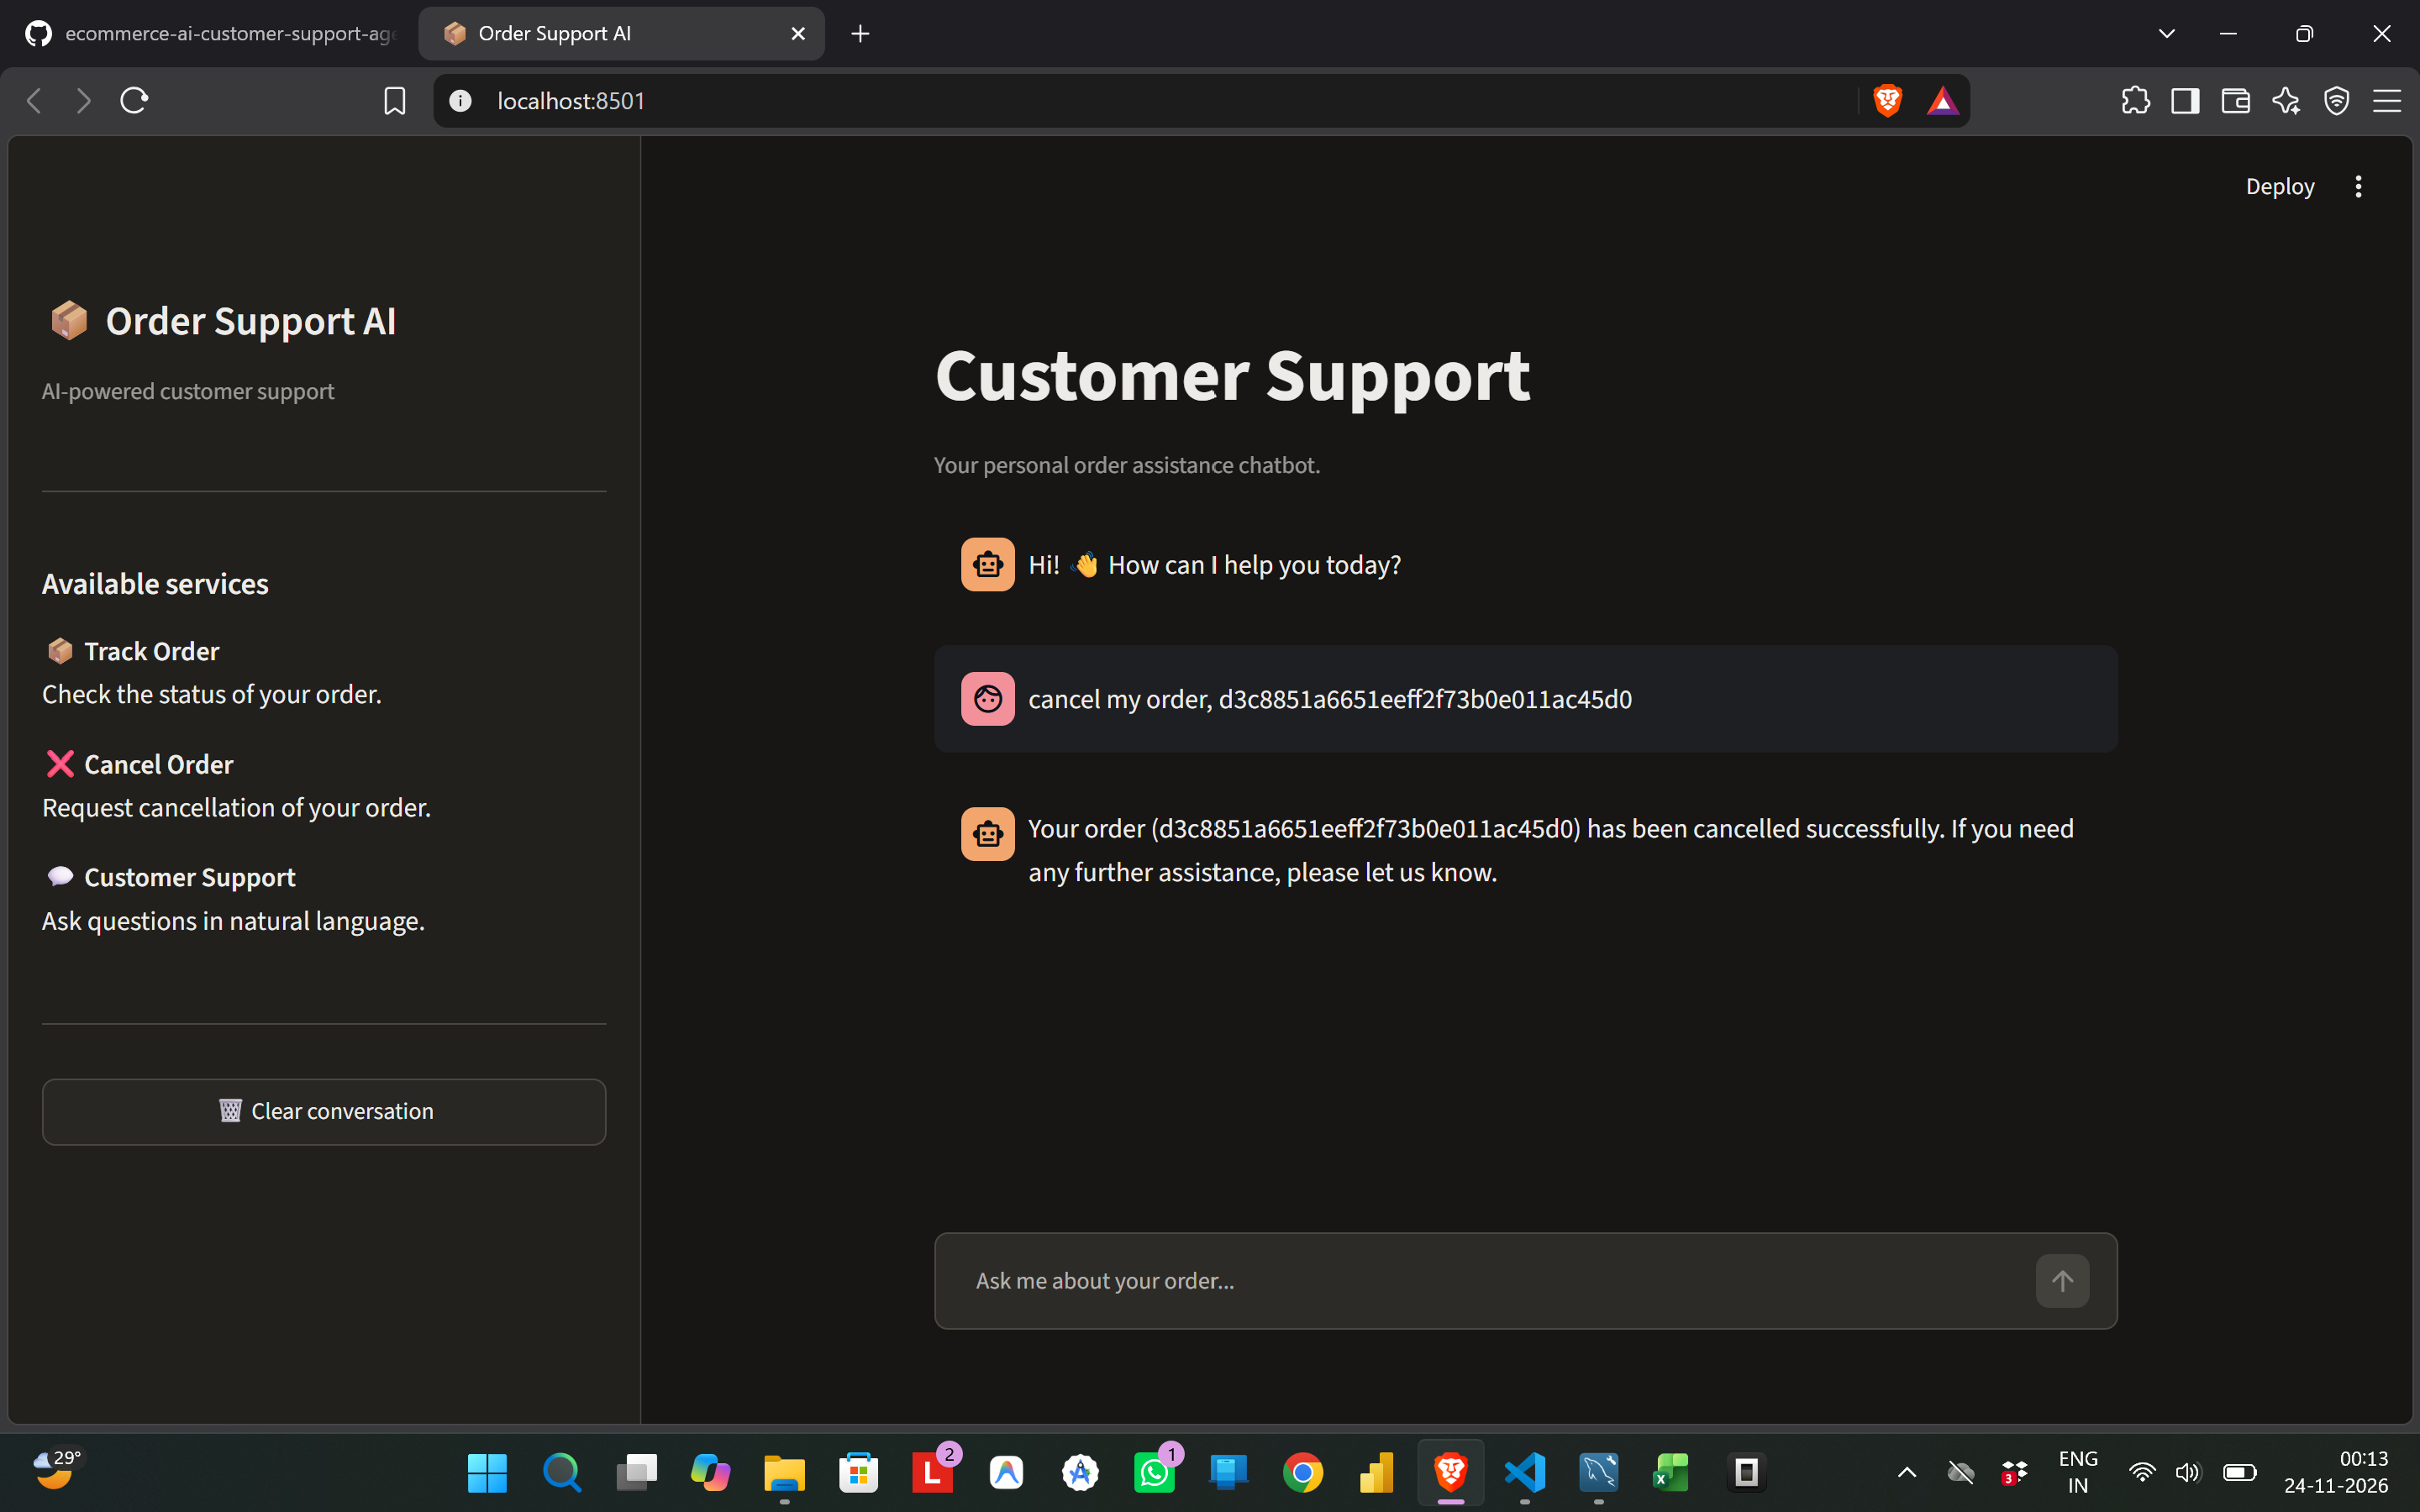 ecommerce-ai-customer-support-age
Order Support AI
localhost:8501
Deploy
Order Support AI
AI-powered customer support
Available services
Track Order
Check the status of your order.
Cancel Order
Request cancellation of your order.
Customer Support
Ask questions in natural language.
Clear conversation
Customer Support
Your personal order assistance chatbot.
Hi! 👋 How can I help you today?
cancel my order, d3c8851a6651eeff2f73b0e011ac45d0
Your order (d3c8851a6651eeff2f73b0e011ac45d0) has been cancelled successfully. If you need
any further assistance, please let us know.
Ask me about your order...
29°
L
2
1
3
ENG
IN
00:13
24-11-2026